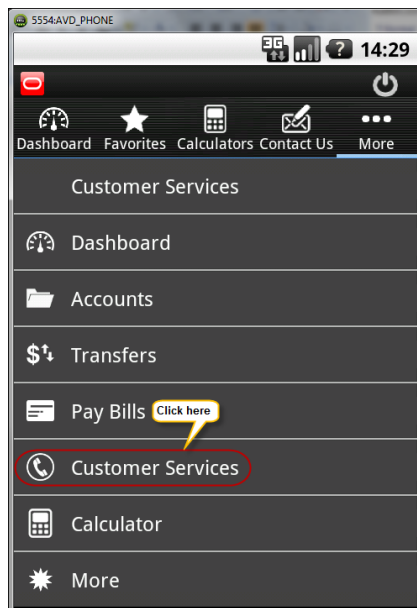 5554:AVD_PHONE
3G 14:29
Dashboard Favorites Calculators Contact Us More
Customer Services
Dashboard
Accounts
Transfers
Pay Bills Click here
Customer Services
Calculator
More